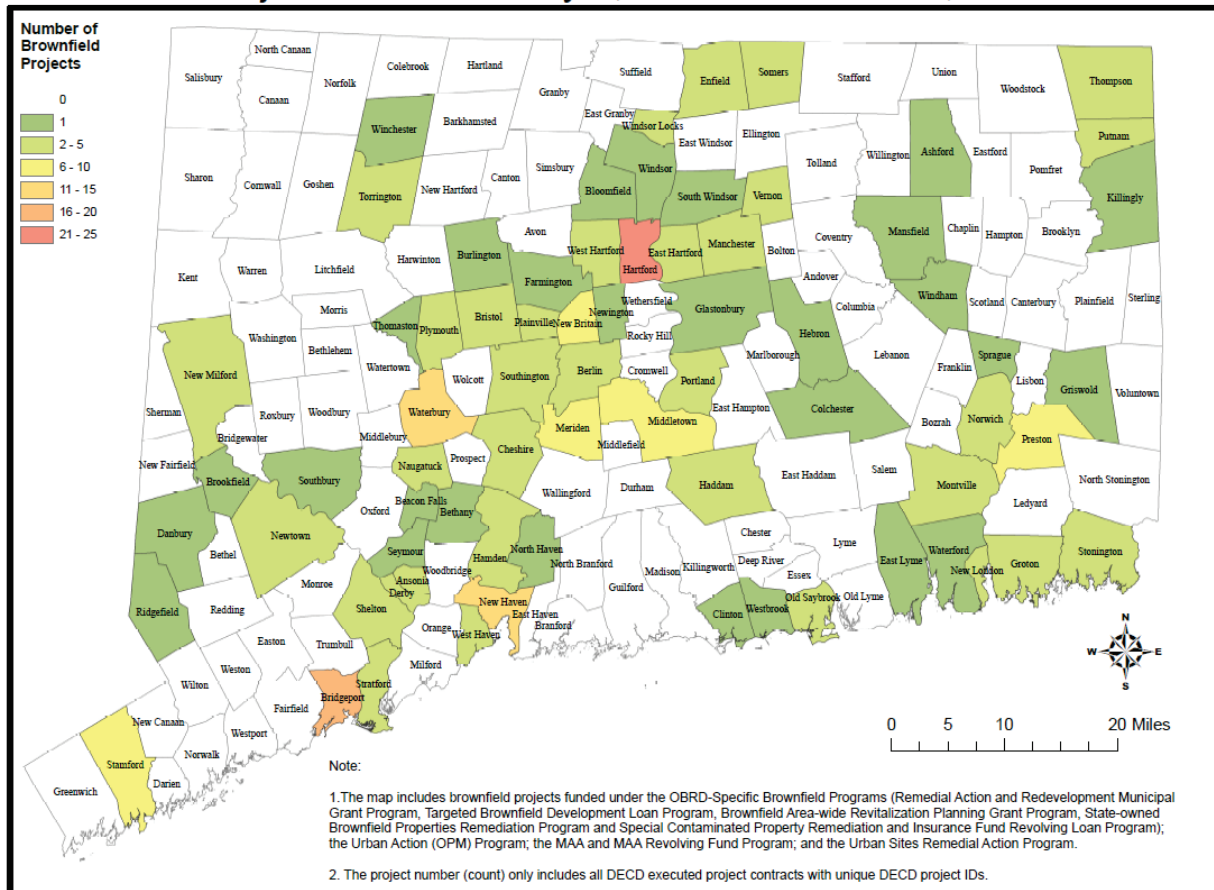 Number of
Brownfield
Projects
0
1
2 - 5
6 - 10
11 - 15
16 - 20
21 - 25
Salisbury
North Canaan
Canaan
Norfolk
Colebrook
Hartland
Granby
Suffield
East Granby
Windsor Locks
Enfield
Somers
Stafford
Union
Woodstock
Thompson
Putnam
Winchester
Barkhamsted
East Windsor
Ellington
Tolland
Willington
Ashford
Eastford
Pomfret
Killingly
Sharon
Cornwall
Goshen
Torrington
New Hartford
Canton
Simsbury
Bloomfield
Windsor
South Windsor
Vernon
Kent
Warren
Litchfield
Harwinton
Burlington
Avon
Farmington
West Hartford
Hartford
East Hartford
Manchester
Bolton
Coventry
Mansfield
Chaplin
Hampton
Brooklyn
Andover
Columbia
Windham
Scotland
Canterbury
Plainfield
Sterling
Washington
Morris
Bethlehem
Watertown
Thomaston
Plymouth
Bristol
Plainville
New Britain
Newington
Wethersfield
Rocky Hill
Glastonbury
Hebron
Marlborough
Lebanon
Franklin
Sprague
Lisbon
Griswold
Voluntown
New Milford
Sherman
Roxbury
Woodbury
Bridgewater
Middlebury
Waterbury
Wolcott
Southington
Berlin
Cromwell
Portland
East Hampton
Colchester
Bozrah
Norwich
Preston
New Fairfield
Brookfield
Southbury
Naugatuck
Prospect
Cheshire
Meriden
Middlefield
Middletown
Danbury
Bethel
Newtown
Oxford
Beacon Falls
Bethany
Wallingford
Durham
Haddam
East Haddam
Salem
Montville
Ledyard
North Stonington
Ridgefield
Redding
Monroe
Seymour
Woodbridge
Ansonia
Derby
Shelton
Hamden
North Haven
North Branford
Guilford
Madison
Killingworth
Chester
Deep River
Essex
Lyme
East Lyme
Waterford
New London
Groton
Stonington
New Haven
East Haven
Branford
West Haven
Orange
Milford
Clinton
Westbrook
Old Saybrook
Old Lyme
Easton
Trumbull
Weston
Wilton
Stratford
Bridgeport
Fairfield
Westport
Norwalk
New Canaan
Darien
Stamford
Greenwich
N
W E
S
0 5 10 20 Miles
Note:
1.The map includes brownfield projects funded under the OBRD-Specific Brownfield Programs (Remedial Action and Redevelopment Municipal
Grant Program, Targeted Brownfield Development Loan Program, Brownfield Area-wide Revitalization Planning Grant Program, State-owned
Brownfield Properties Remediation Program and Special Contaminated Property Remediation and Insurance Fund Revolving Loan Program);
the Urban Action (OPM) Program; the MAA and MAA Revolving Fund Program; and the Urban Sites Remedial Action Program.
2. The project number (count) only includes all DECD executed project contracts with unique DECD project IDs.